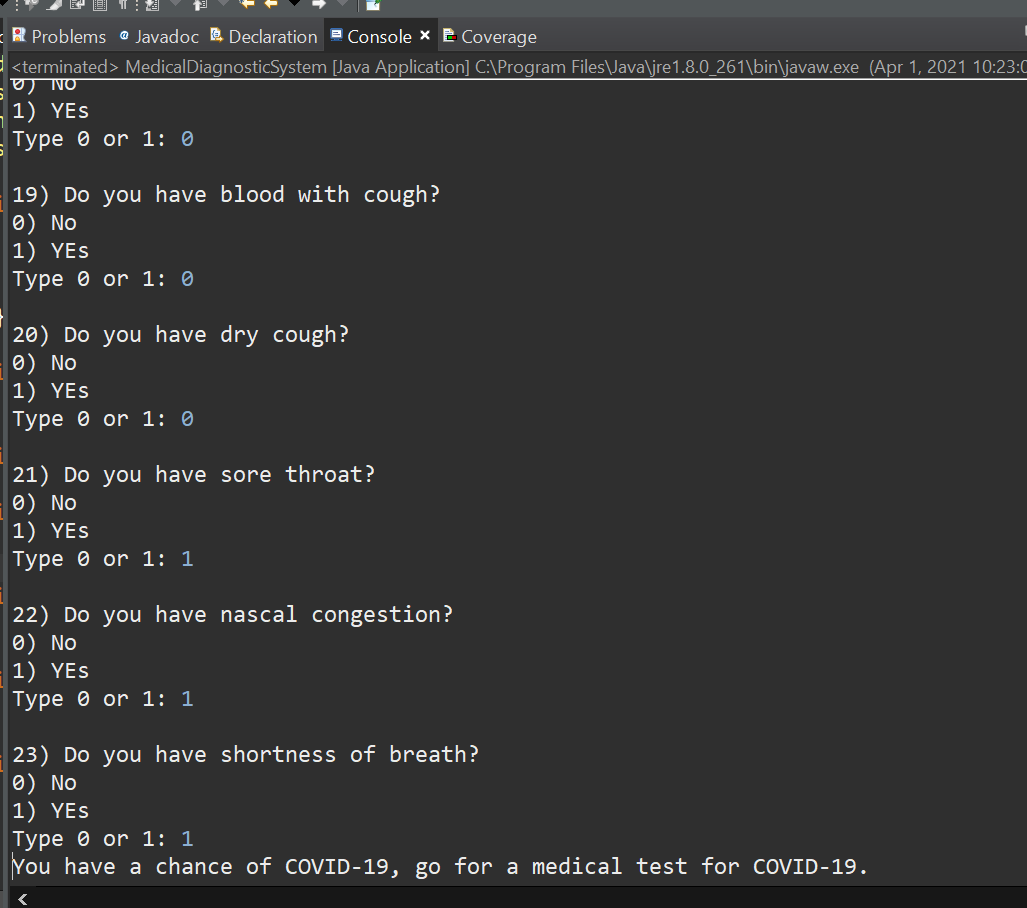 Problems Javadoc Declaration Console Coverage
<terminated> MedicalDiagnosticSystem [Java Application] C:\Program Files\Java\jre1.8.0_261\bin\javaw.exe (Apr 1, 2021 10:23:0
0) No
1) YEs
Type 0 or 1: 0
19) Do you have blood with cough?
0) No
1) YEs
Type 0 or 1: 0
20) Do you have dry cough?
0) No
1) YEs
Type 0 or 1: 0
21) Do you have sore throat?
0) No
1) YEs
Type 0 or 1: 1
22) Do you have nascal congestion?
0) No
1) YEs
Type 0 or 1: 1
23) Do you have shortness of breath?
0) No
1) YEs
Type 0 or 1: 1
You have a chance of COVID-19, go for a medical test for COVID-19.